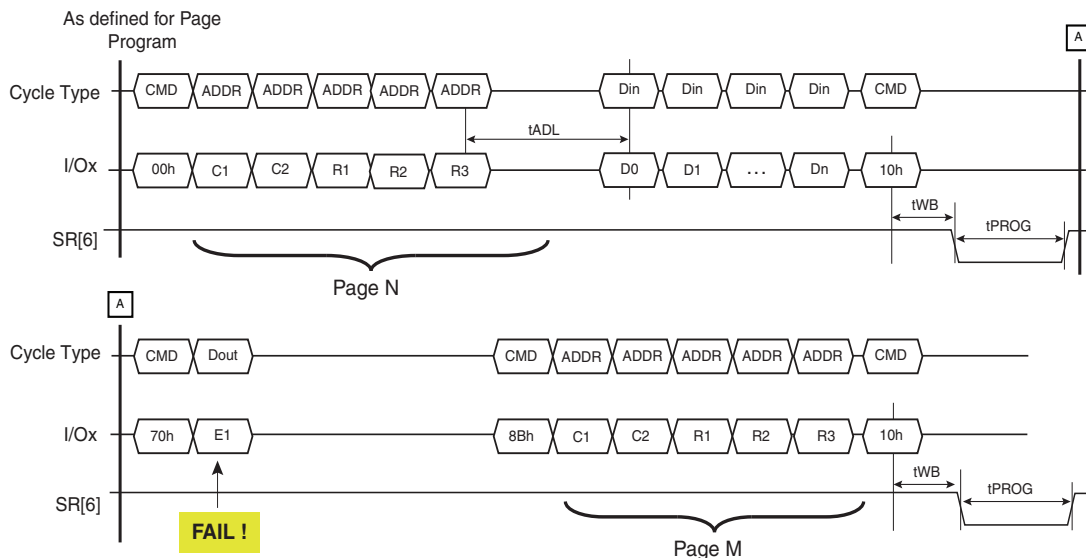 As defined for Page
Program
A
Cycle Type CMD ADDR ADDR ADDR ADDR ADDR Din Din Din Din CMD
tADL
I/Ox 00h C1 C2 R1 R2 R3 D0 D1 ... Dn 10h
tWB
tPROG
SR[6]
Page N
A
Cycle Type CMD Dout CMD ADDR ADDR ADDR ADDR ADDR CMD
I/Ox 70h E1 8Bh C1 C2 R1 R2 R3 10h
tWB
tPROG
SR[6]
FAIL !
Page M